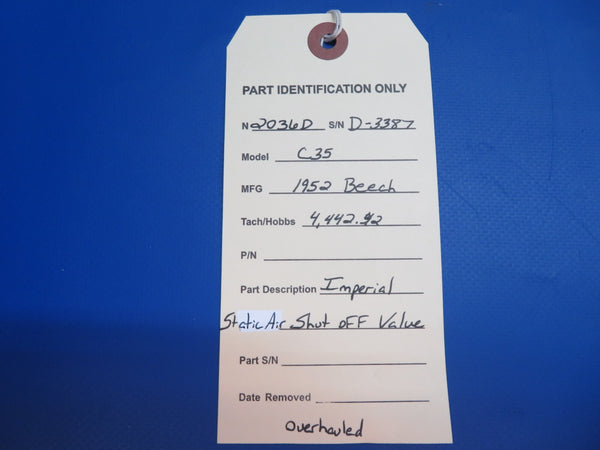 PART IDENTIFICATION ONLY
N 2036D S/N D-3387
Model C35
MFG 1952 Beech
Tach/Hobbs 4,442.92
P/N
Part Description Imperial
Static Air Shut OFF Value
Part S/N
Date Removed
Overhauled